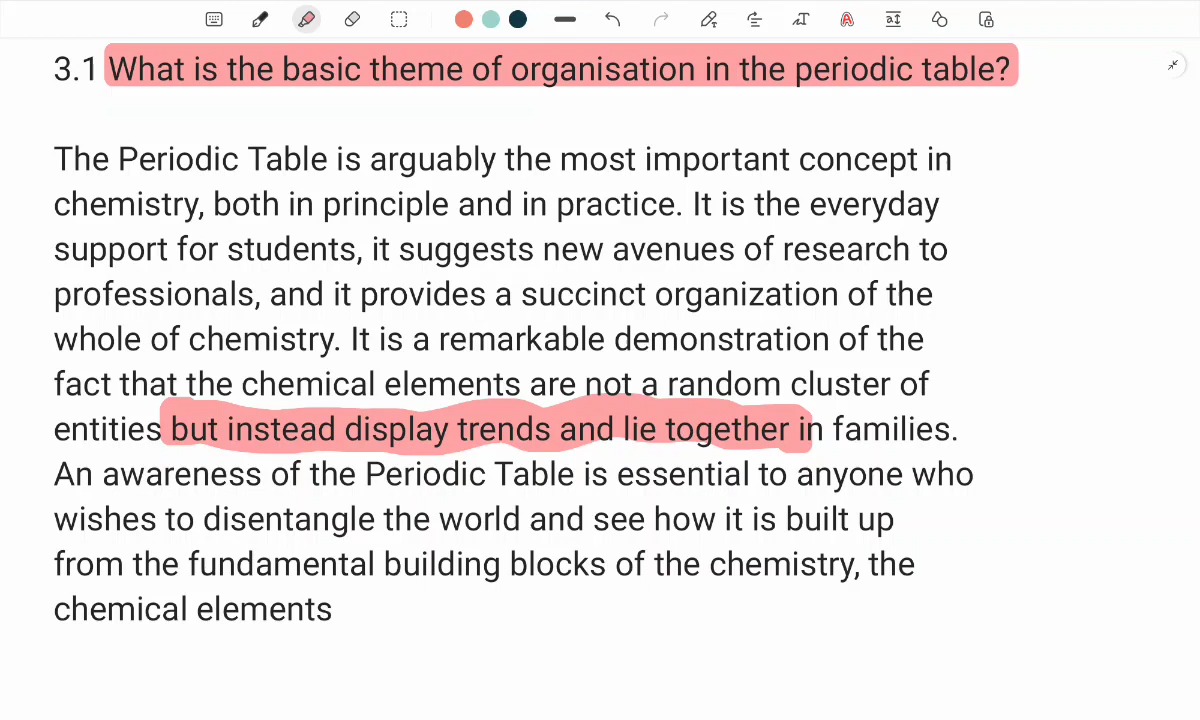 3.1 What is the basic theme of organisation in the periodic table?
The Periodic Table is arguably the most important concept in
chemistry, both in principle and in practice. It is the everyday
support for students, it suggests new avenues of research to
professionals, and it provides a succinct organization of the
whole of chemistry. It is a remarkable demonstration of the
fact that the chemical elements are not a random cluster of
entities but instead display trends and lie together in families.
An awareness of the Periodic Table is essential to anyone who
wishes to disentangle the world and see how it is built up
from the fundamental building blocks of the chemistry, the
chemical elements